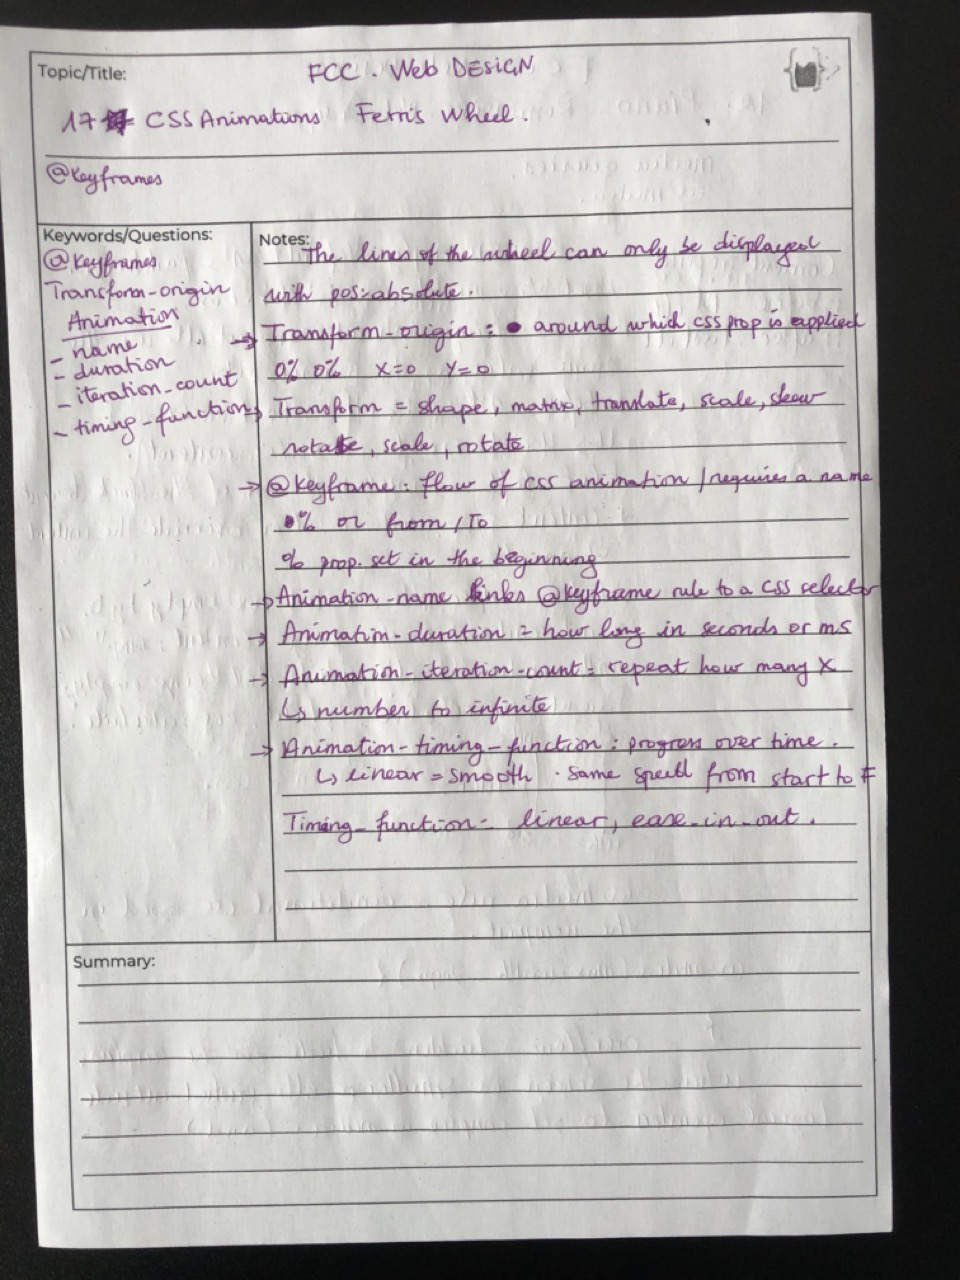 Topic/Title:
FCC. Web DESIGN
17 CSS Animations Ferris Wheel.
@Keyframes
Keywords/Questions:
@Keyframes
Transform-origin
Animation
- name
- duration
- iteration-count
- timing-function
Notes:
The lines of the wheel can only be displayed
with pos:absolute.
→ Transform-origin: around which css prop is applied
0% 0% X=0 Y=0
→ Transform = shape, matrix, translate, scale, skew
rotate, scale, rotate
→ @Keyframe: flow of css animation / requires a name
0% or from / To
% prop. set in the beginning
→ Animation-name links @keyframe rule to a CSS selector
→ Animation-duration = how long in seconds or ms
→ Animation-iteration-count = repeat how many X
↳ number to infinite
→ Animation-timing-function: progress over time.
↳ linear = smooth . same speed from start to F
Timing-function = linear, ease-in-out.
Summary: